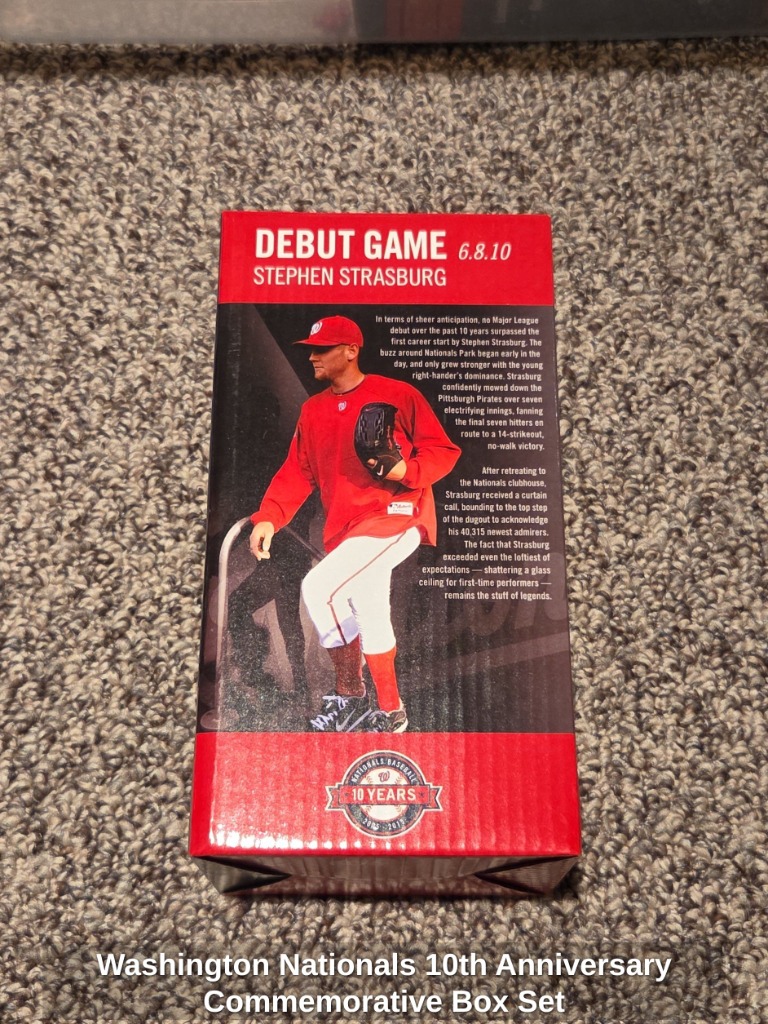 DEBUT GAME 6.8.10
STEPHEN STRASBURG
In terms of sheer anticipation, no Major League
debut over the past 10 years surpassed the
first career start by Stephen Strasburg. The
buzz around Nationals Park began early in the
day, and only grew stronger with the young
right-hander's dominance. Strasburg
confidently mowed down the
Pittsburgh Pirates over seven
electrifying innings, fanning
the final seven hitters en
route to a 14-strikeout,
no-walk victory.
After retreating to
the Nationals clubhouse,
Strasburg received a curtain
call, bounding to the top step
of the dugout to acknowledge
his 40,315 newest admirers.
The fact that Strasburg
exceeded even the loftiest of
expectations — shattering a glass
ceiling for first-time performers —
remains the stuff of legends.
NATIONALS BASEBALL
W
10 YEARS
Washington Nationals 10th Anniversary
Commemorative Box Set